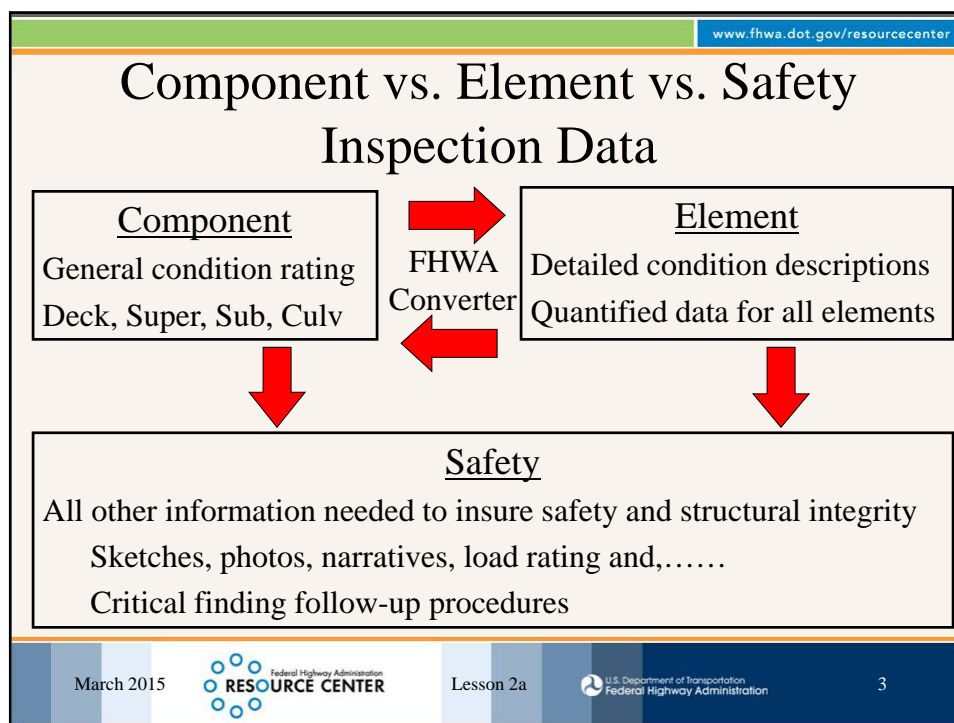 www.fhwa.dot.gov/resourcecenter
Component vs. Element vs. Safety
Inspection Data
Component
General condition rating
Deck, Super, Sub, Culv
FHWA
Converter
Element
Detailed condition descriptions
Quantified data for all elements
Safety
All other information needed to insure safety and structural integrity
Sketches, photos, narratives, load rating and,……
Critical finding follow-up procedures
March 2015
Federal Highway Administration
RESOURCE CENTER
Lesson 2a
U.S. Department of Transportation
Federal Highway Administration
3